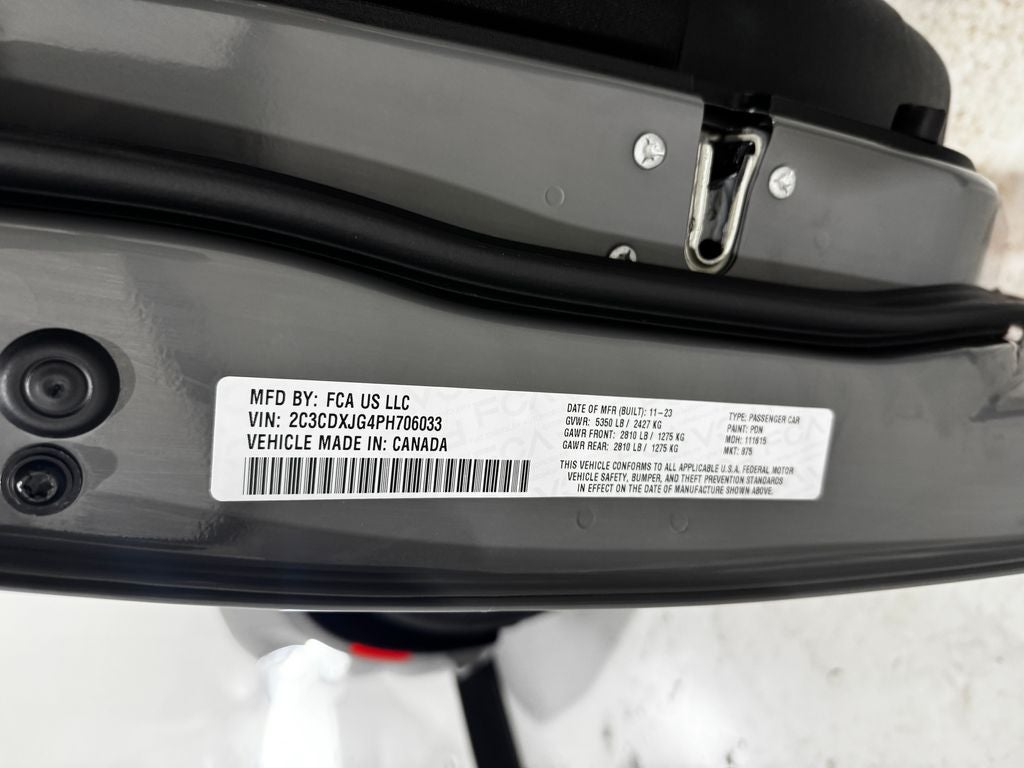 MFD BY: FCA US LLC
VIN: 2C3CDXJG4PH706033
VEHICLE MADE IN: CANADA
DATE OF MFR (BUILT): 11-23
GVWR: 5350 LB / 2427 KG
GAWR FRONT: 2810 LB / 1275 KG
GAWR REAR: 2810 LB / 1275 KG
TYPE: PASSENGER CAR
PAINT: PDN
MDH: 111615
MKT: 875
THIS VEHICLE CONFORMS TO ALL APPLICABLE U.S.A. FEDERAL MOTOR
VEHICLE SAFETY, BUMPER, AND THEFT PREVENTION STANDARDS
IN EFFECT ON THE DATE OF MANUFACTURE SHOWN ABOVE.